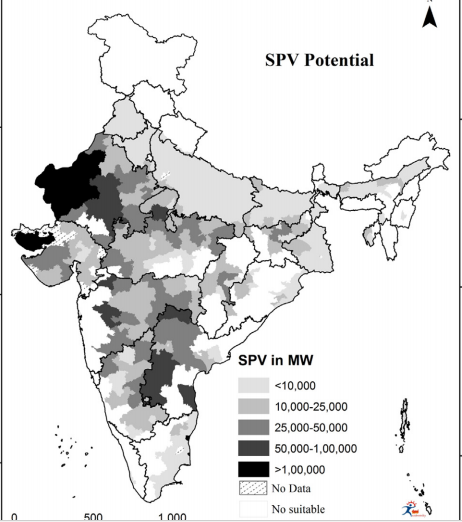 N
SPV Potential
SPV in MW
<10,000
10,000-25,000
25,000-50,000
50,000-1,00,000
>1,00,000
No Data
No suitable
0 500 1 000